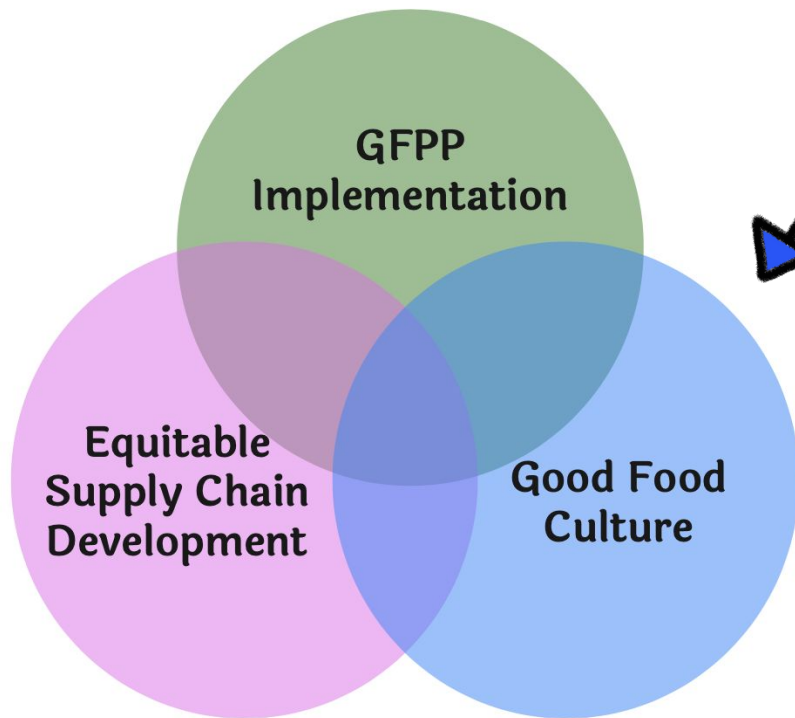 GFPP
Implementation
Equitable
Supply Chain
Development
Good Food
Culture